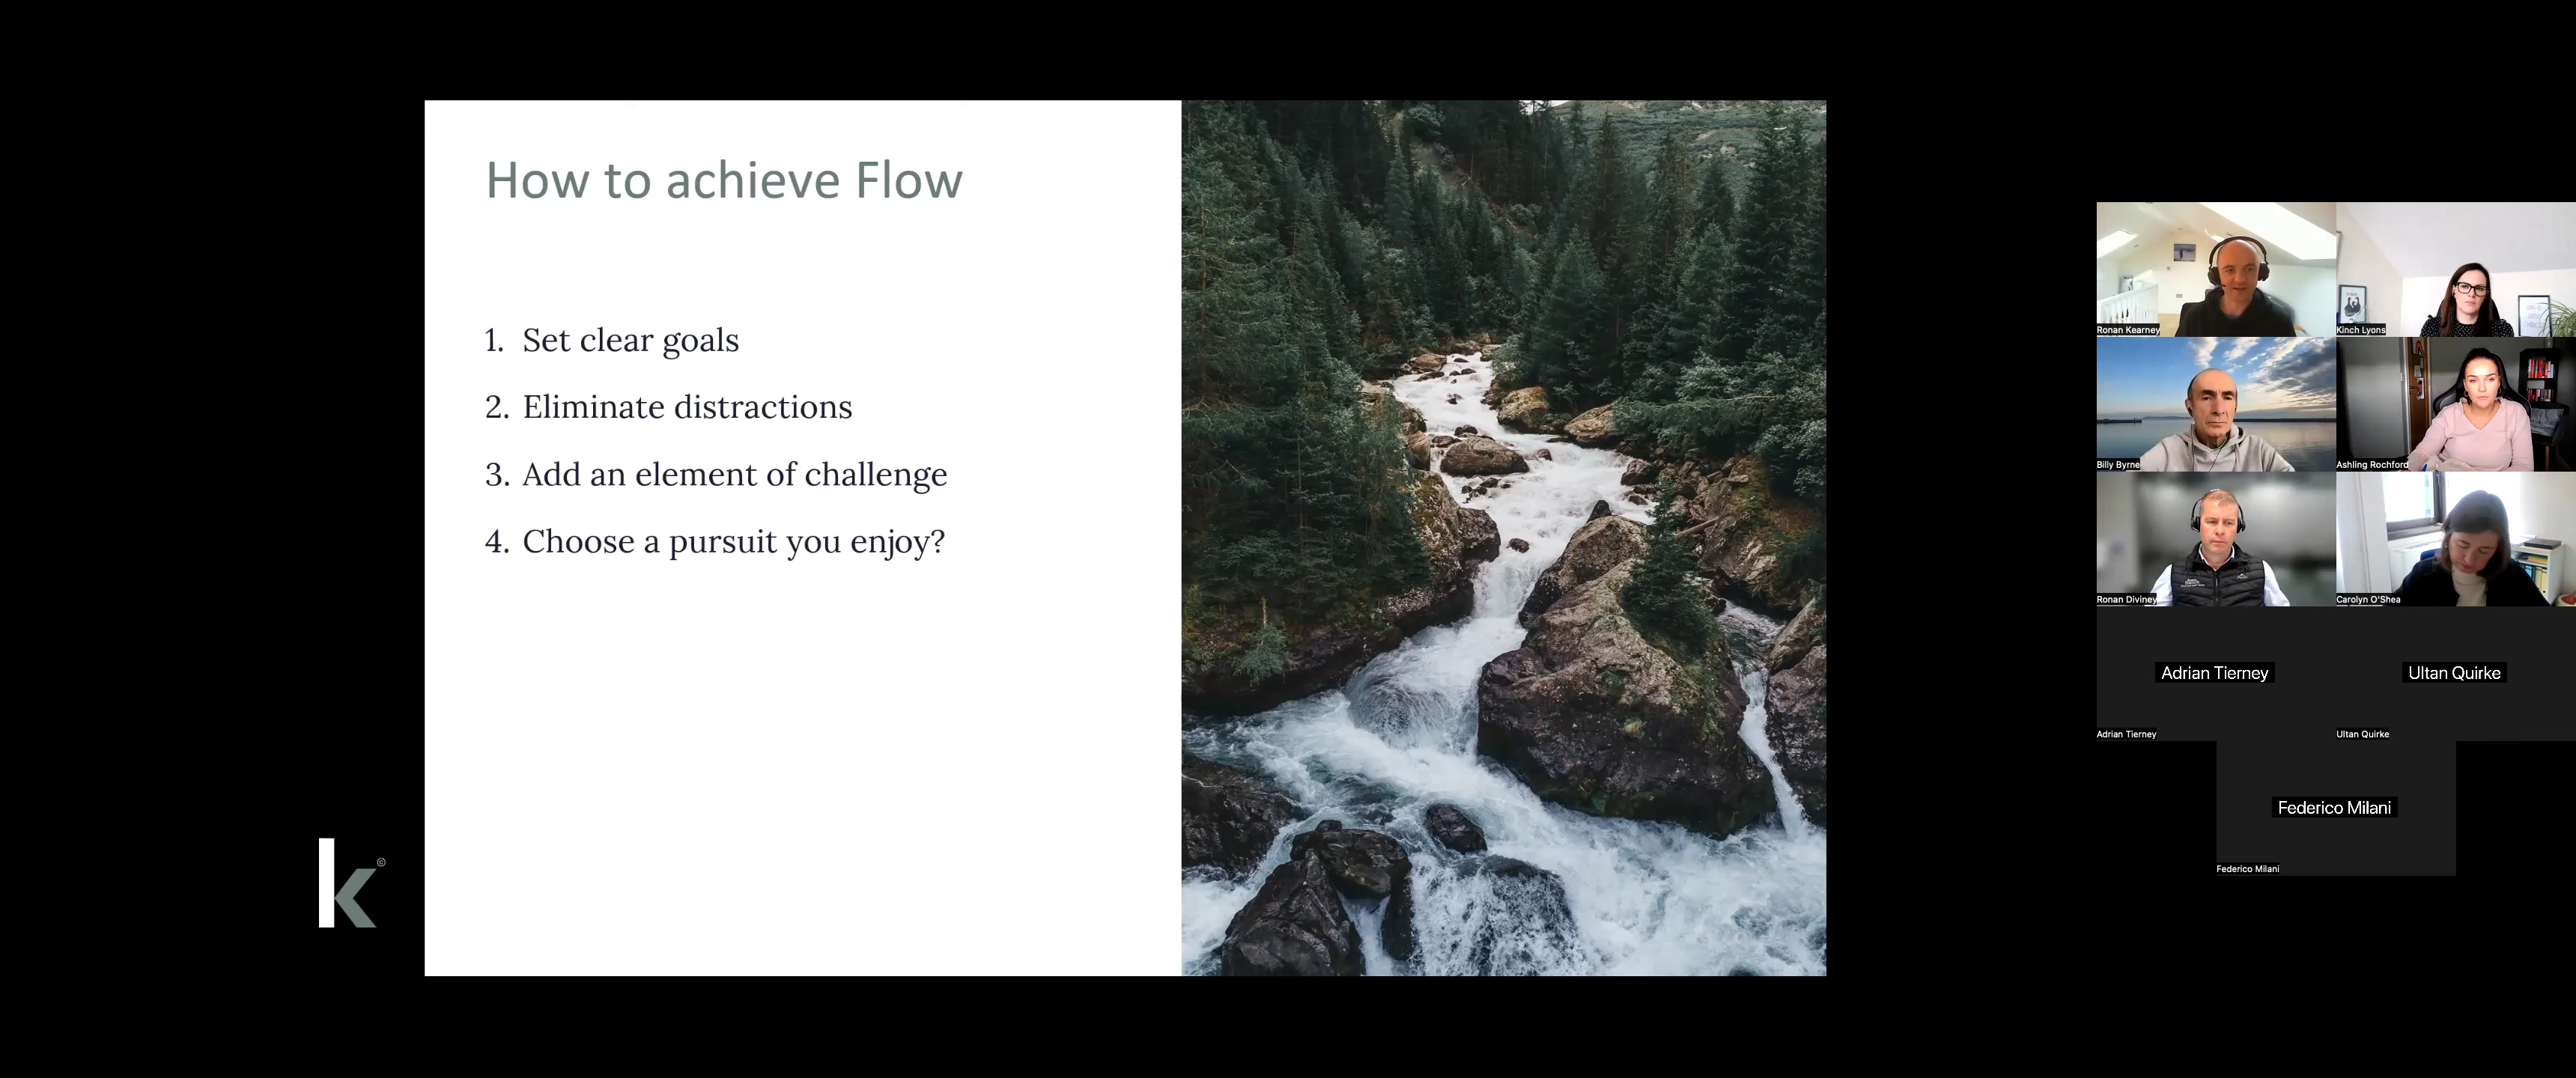 How to achieve Flow
1. Set clear goals
2. Eliminate distractions
3. Add an element of challenge
4. Choose a pursuit you enjoy?
k©
Ronan Kearney
Kinch Lyons
Billy Byrne
Ashling Rochford
Ronan Diviney
Carolyn O'Shea
Adrian Tierney
Adrian Tierney
Ultan Quirke
Ultan Quirke
Federico Milani
Federico Milani